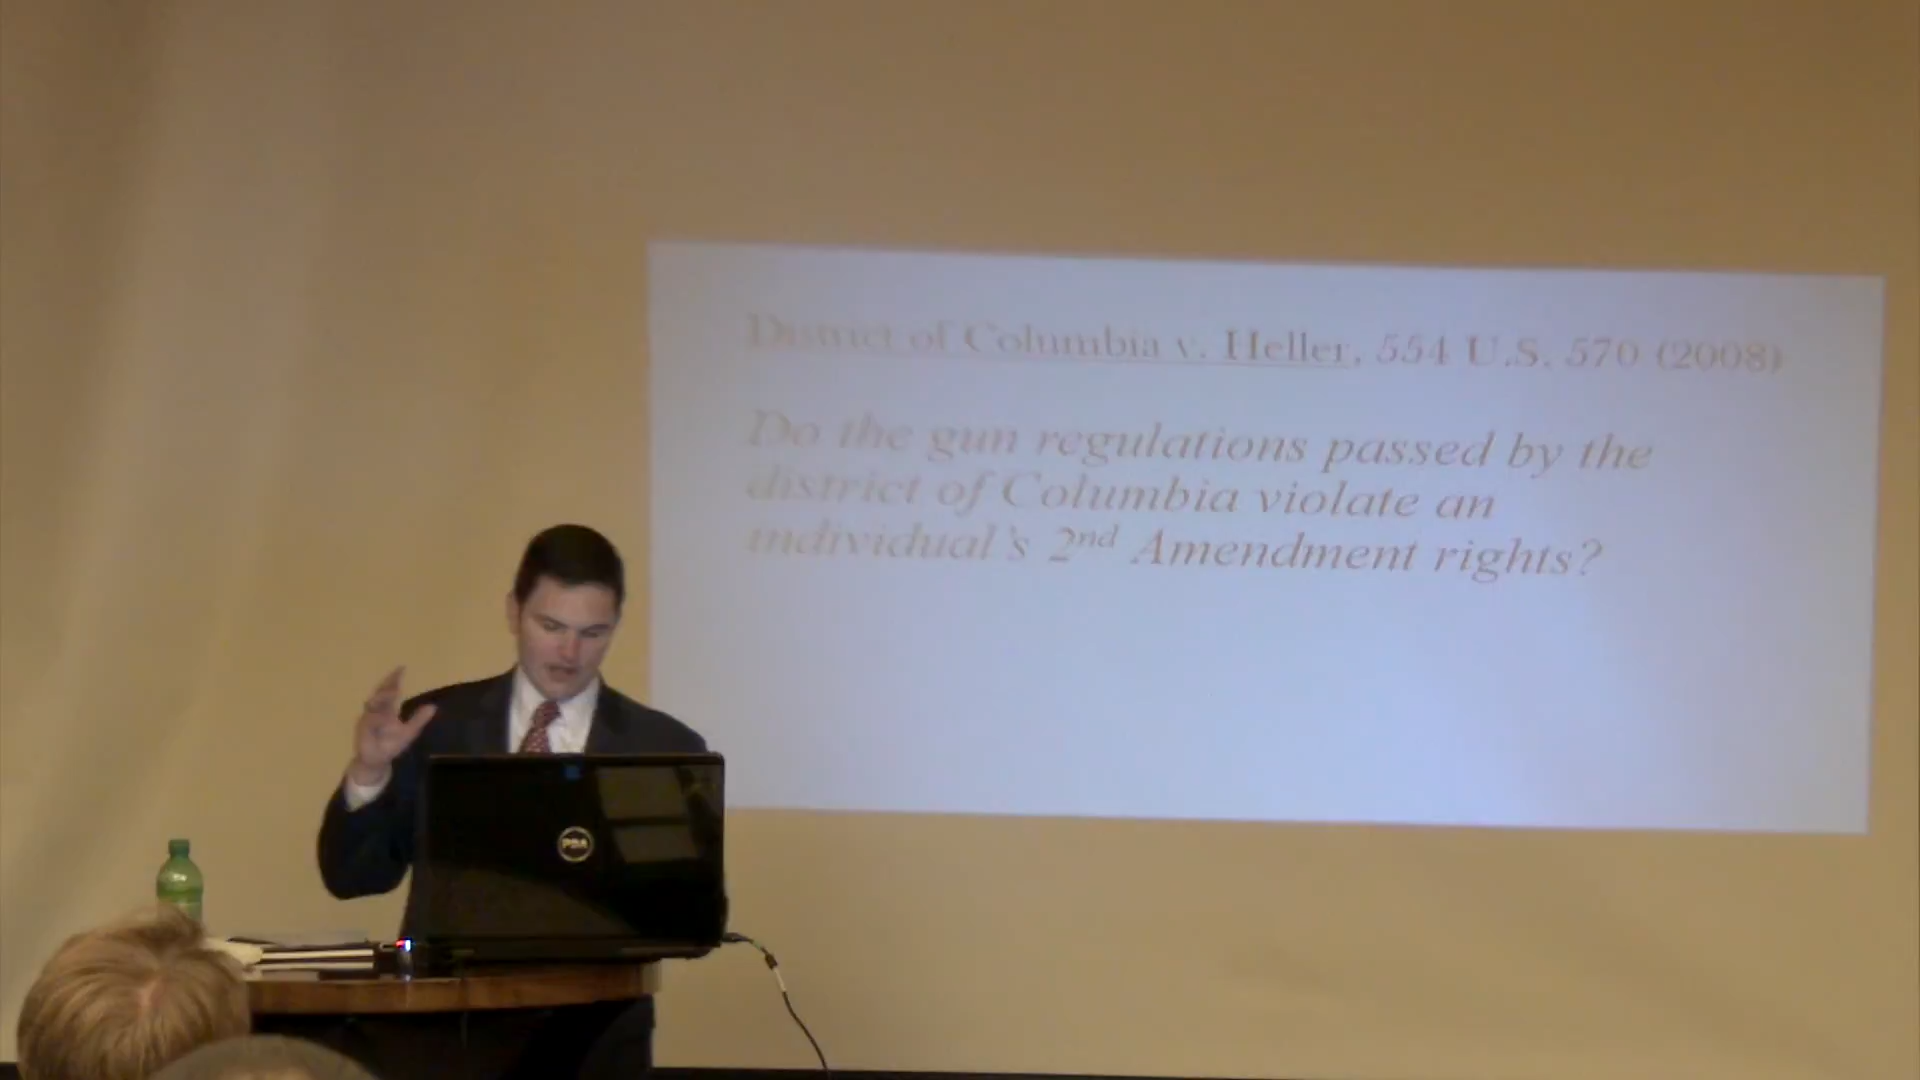 District of Columbia v. Heller, 554 U.S. 570 (2008)
Do the gun regulations passed by the
district of Columbia violate an
individual's 2nd Amendment rights?